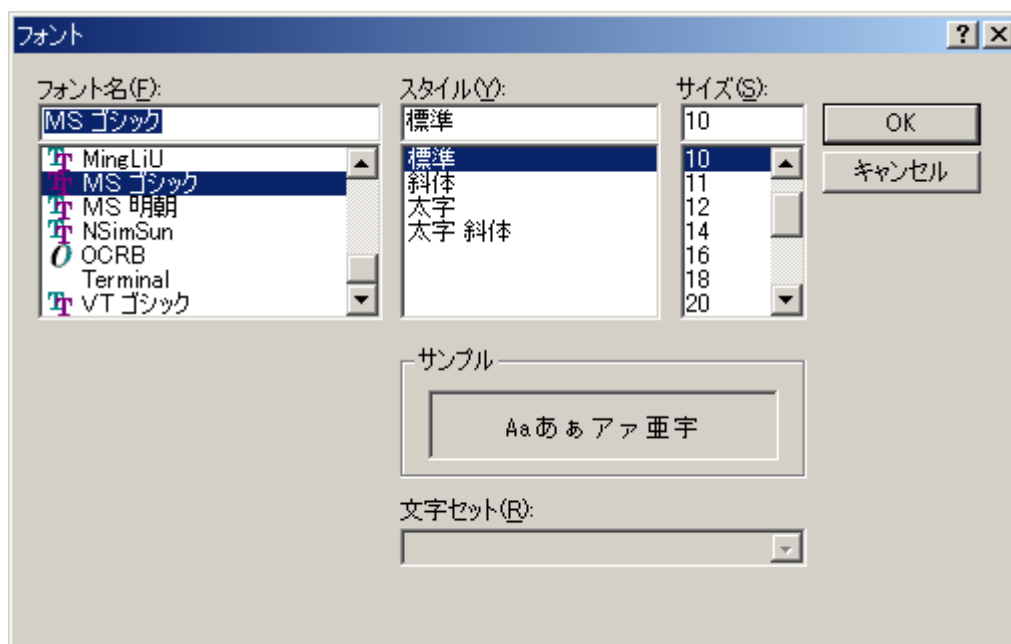 フォント
フォント名(F):
MS ゴシック
MingLiU
MS ゴシック
MS 明朝
NSimSun
OCRB
Terminal
VT ゴシック
スタイル(Y):
標準
標準
斜体
太字
太字 斜体
サイズ(S):
10
10
11
12
14
16
18
20
OK
キャンセル
サンプル
Aaあぁアァ亜宇
文字セット(R):